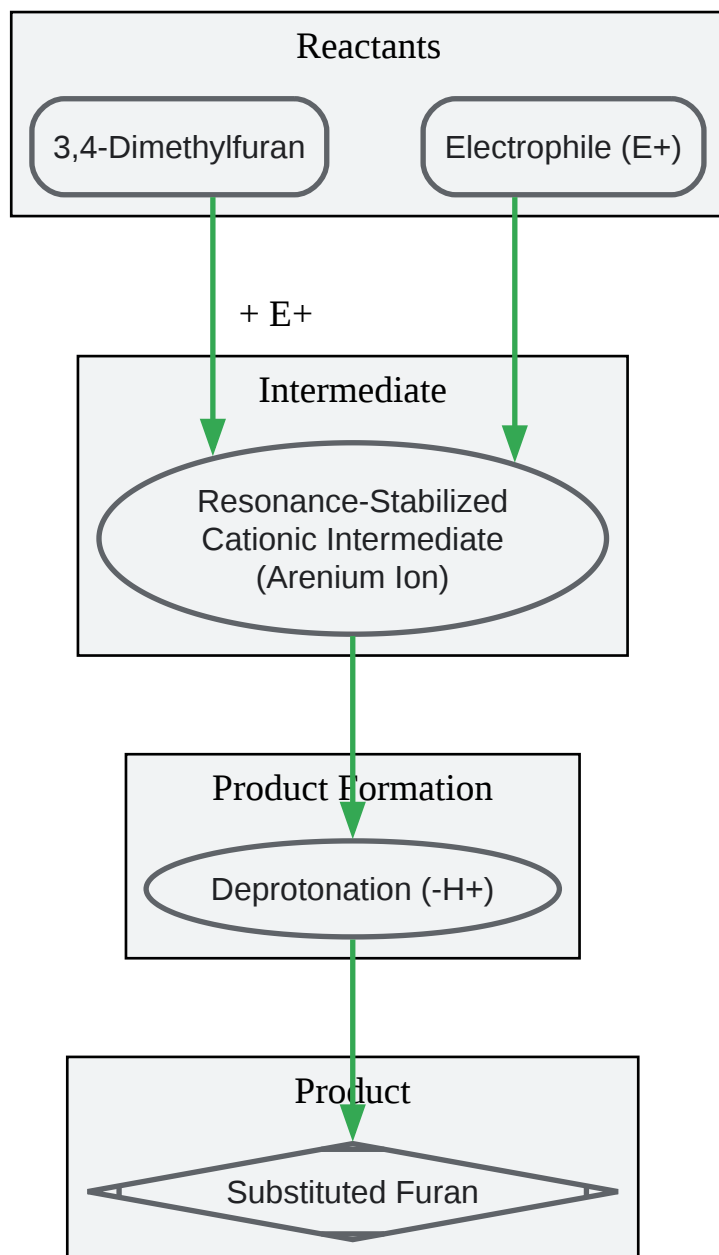 Reactants
3,4-Dimethylfuran
Electrophile (E+)
+ E+
Intermediate
Resonance-Stabilized
Cationic Intermediate
(Arenium Ion)
Product Formation
Deprotonation (-H+)
Product
Substituted Furan